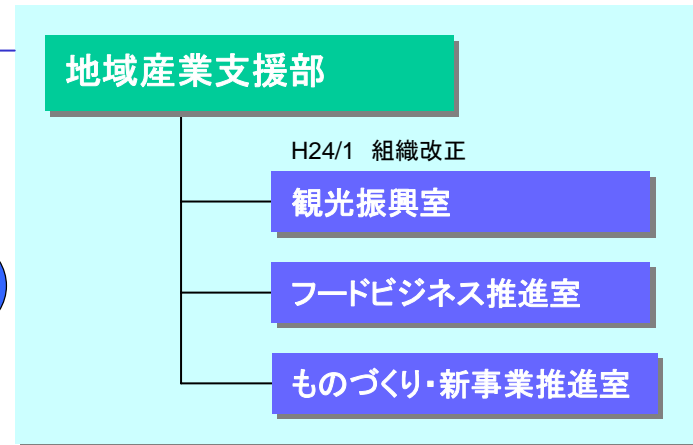 地域産業支援部
H24/1 組織改正
観光振興室
フードビジネス推進室
ものづくり・新事業推進室